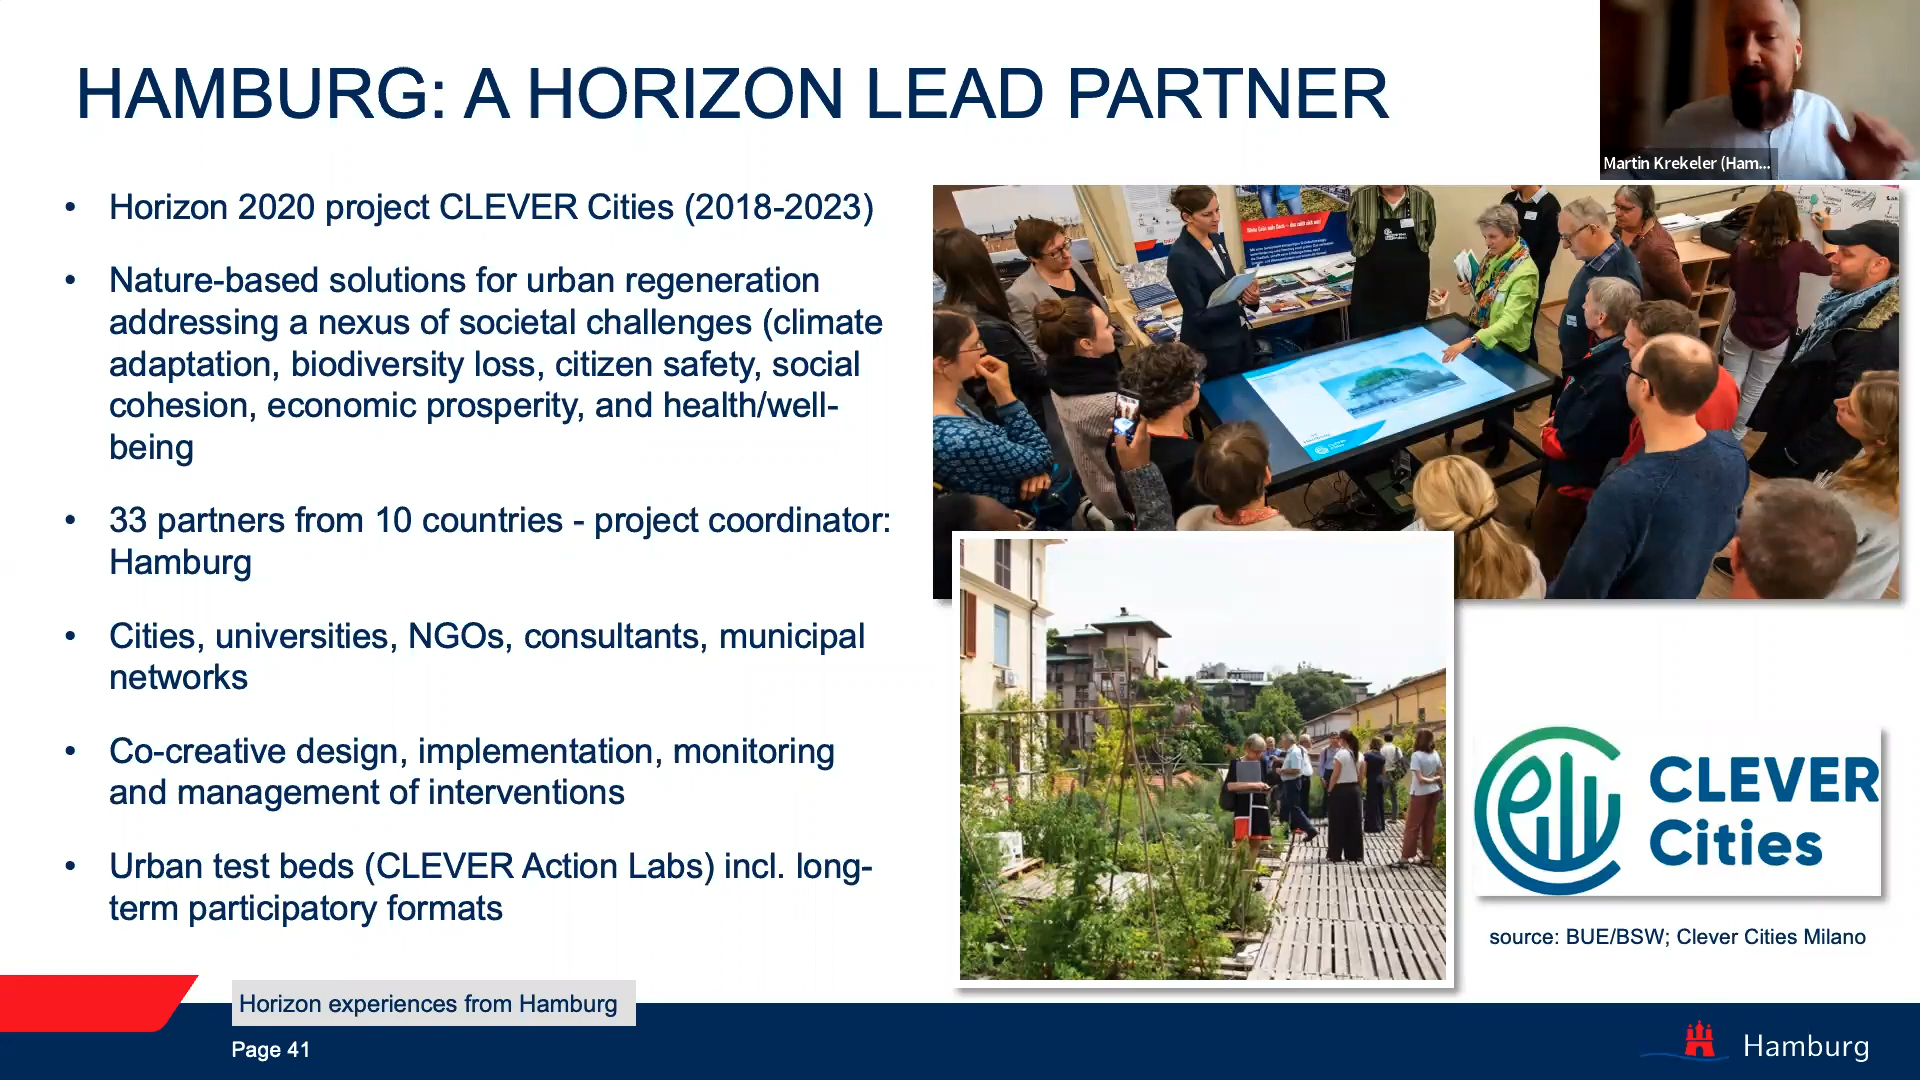 HAMBURG: A HORIZON LEAD PARTNER
Martin Krekeler (Ham...
• Horizon 2020 project CLEVER Cities (2018-2023)
• Nature-based solutions for urban regeneration
addressing a nexus of societal challenges (climate
adaptation, biodiversity loss, citizen safety, social
cohesion, economic prosperity, and health/well-
being
• 33 partners from 10 countries - project coordinator:
Hamburg
• Cities, universities, NGOs, consultants, municipal
networks
• Co-creative design, implementation, monitoring
and management of interventions
• Urban test beds (CLEVER Action Labs) incl. long-
term participatory formats
CLEVER
Cities
source: BUE/BSW; Clever Cities Milano
Horizon experiences from Hamburg
Page 41
Hamburg